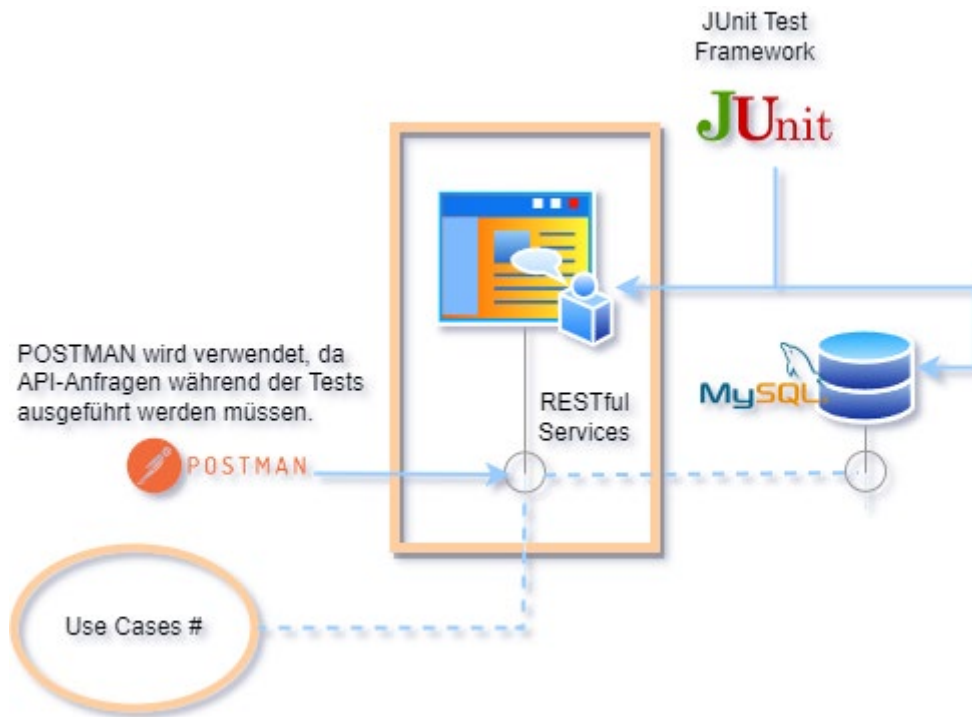 JUnit Test
Framework
JUnit
POSTMAN wird verwendet, da
API-Anfragen während der Tests
ausgeführt werden müssen.
POSTMAN
RESTful
Services
MySQL
Use Cases #